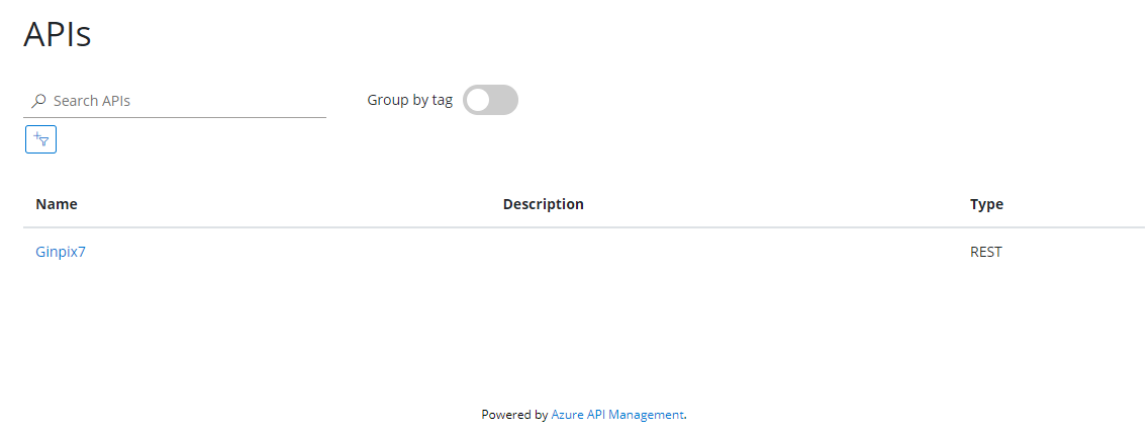 APIs
Search APIs
Group by tag
Name Description Type
Ginpix7 REST
Powered by Azure API Management.